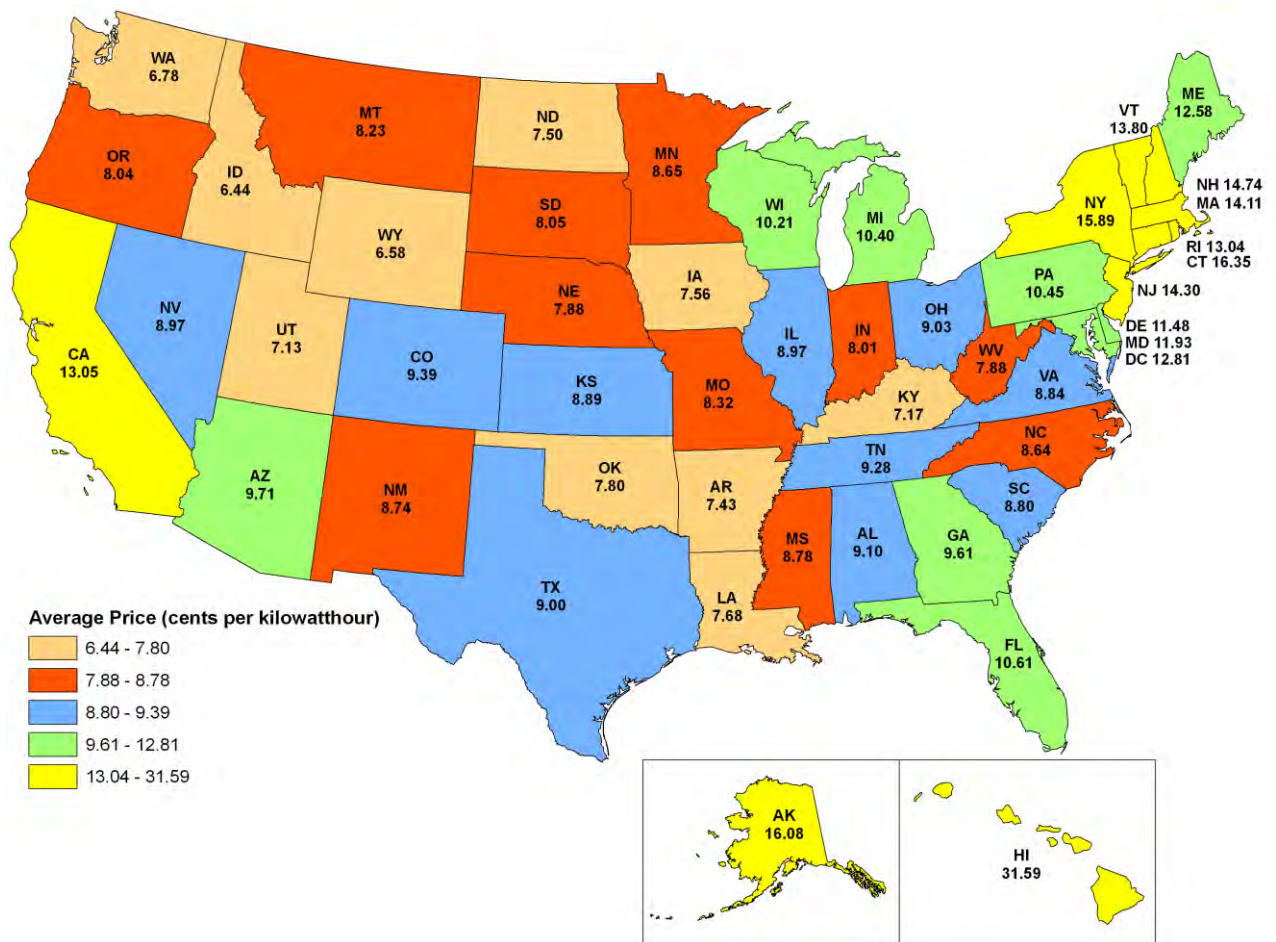 WA
6.78
MT
8.23
ND
7.50
MN
8.65
VT
13.80
ME
12.58
OR
8.04
ID
6.44
SD
8.05
WI
10.21
MI
10.40
NY
15.89
NH 14.74
MA 14.11
RI 13.04
CT 16.35
WY
6.58
IA
7.56
NE
7.88
PA
10.45
NJ 14.30
NV
8.97
UT
7.13
CO
9.39
IL
8.97
IN
8.01
OH
9.03
WV
7.88
DE 11.48
MD 11.93
DC 12.81
CA
13.05
KS
8.89
MO
8.32
KY
7.17
VA
8.84
AZ
9.71
NM
8.74
OK
7.80
AR
7.43
TN
9.28
NC
8.64
SC
8.80
MS
8.78
AL
9.10
GA
9.61
TX
9.00
LA
7.68
FL
10.61
Average Price (cents per kilowatthour)
6.44 - 7.80
7.88 - 8.78
8.80 - 9.39
9.61 - 12.81
13.04 - 31.59
AK
16.08
HI
31.59